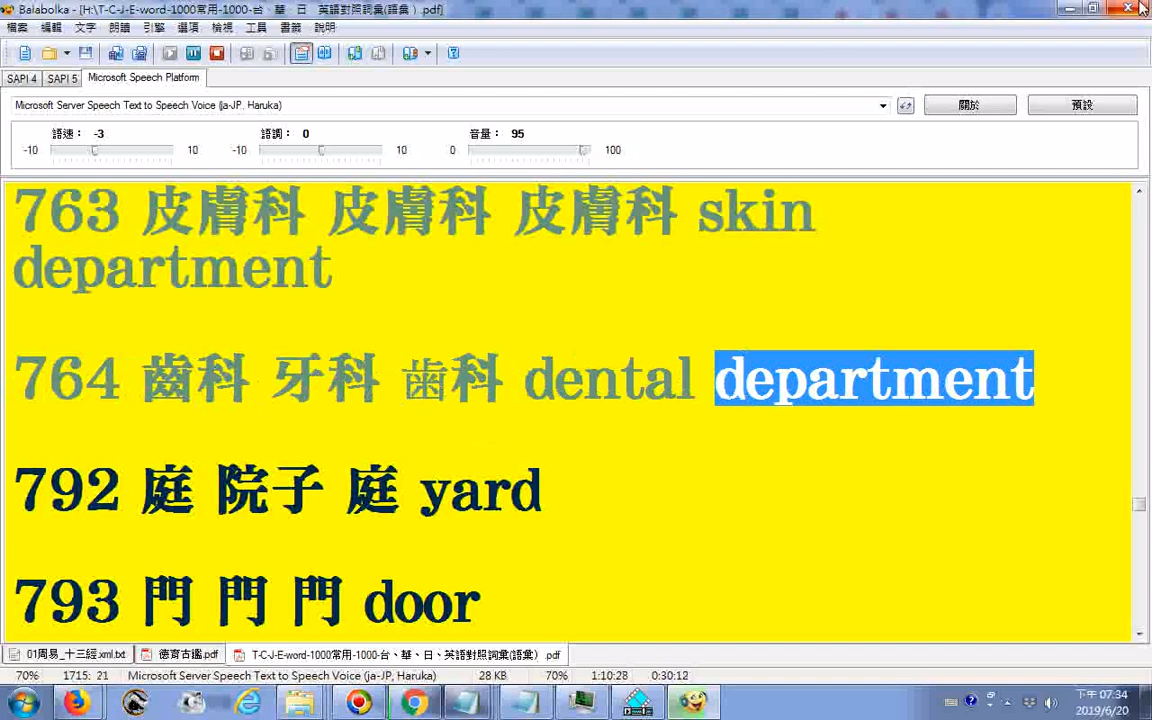 Balabolka - [H:\T-C-J-E-word-1000常用-1000-台、華、日、英語對照詞彙(語彙).pdf]
檔案 編輯 文字 朗讀 引擎 選項 檢視 工具 書籤 說明
SAPI 4 SAPI 5 Microsoft Speech Platform
Microsoft Server Speech Text to Speech Voice (ja-JP, Haruka) 關於 預設
語速： -3 語調： 0 音量： 95
-10 10 -10 10 0 100
763 皮膚科 皮膚科 皮膚科 skin
department
764 齒科 牙科 歯科 dental department
792 庭 院子 庭 yard
793 門 門 門 door
01周易_十三經.xml.txt 德育古鑑.pdf T-C-J-E-word-1000常用-1000-台、華、日、英語對照詞彙(語彙）.pdf
70% 1715: 21 Microsoft Server Speech Text to Speech Voice (ja-JP, Haruka) 28 KB 70% 1:10:28 0:30:12
下午 07:34
2019/6/20